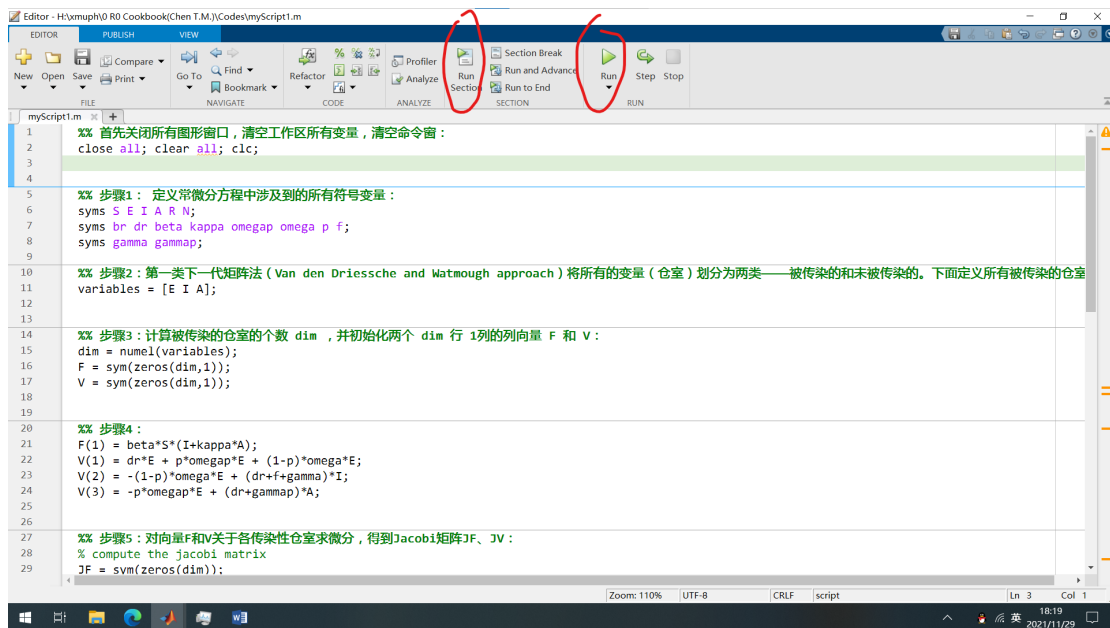 Editor - H:\xmuph\0 R0 Cookbook(Chen T.M.)\Codes\myScript1.m
EDITOR PUBLISH VIEW
New Open Save Compare Print
Go To Find Bookmark
Refactor
Profiler Analyze
Run Section
Section Break
Run and Advance
Run to End
Run Step Stop
FILE NAVIGATE CODE ANALYZE SECTION RUN
myScript1.m
1 %% 首先关闭所有图形窗口，清空工作区所有变量，清空命令窗：
2 close all; clear all; clc;
3
4
5 %% 步骤1： 定义常微分方程中涉及到的所有符号变量：
6 syms S E I A R N;
7 syms br dr beta kappa omegap omega p f;
8 syms gamma gammap;
9
10 %% 步骤2：第一类下一代矩阵法（Van den Driessche and Watmough approach）将所有的变量（仓室）划分为两类——被传染的和未被传染的。下面定义所有被传染的仓室
11 variables = [E I A];
12
13
14 %% 步骤3：计算被传染的仓室的个数 dim ，并初始化两个 dim 行 1列的列向量 F 和 V：
15 dim = numel(variables);
16 F = sym(zeros(dim,1));
17 V = sym(zeros(dim,1));
18
19
20 %% 步骤4：
21 F(1) = beta*S*(I+kappa*A);
22 V(1) = dr*E + p*omegap*E + (1-p)*omega*E;
23 V(2) = -(1-p)*omega*E + (dr+f+gamma)*I;
24 V(3) = -p*omegap*E + (dr+gammap)*A;
25
26
27 %% 步骤5：对向量F和V关于各传染性仓室求微分，得到Jacobi矩阵JF、JV：
28 % compute the jacobi matrix
29 JF = sym(zeros(dim));
Zoom: 110% UTF-8 CRLF script Ln 3 Col 1
英 18:19
2021/11/29